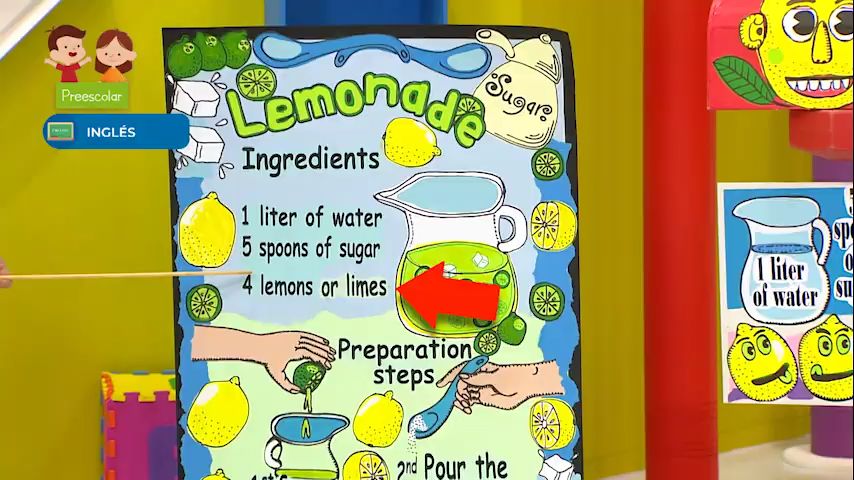 Preescolar
INGLÉS
Lemonade
Sugar
Ingredients
1 liter of water
5 spoons of sugar
4 lemons or limes
Preparation
steps
2nd Pour the
1 liter
of water